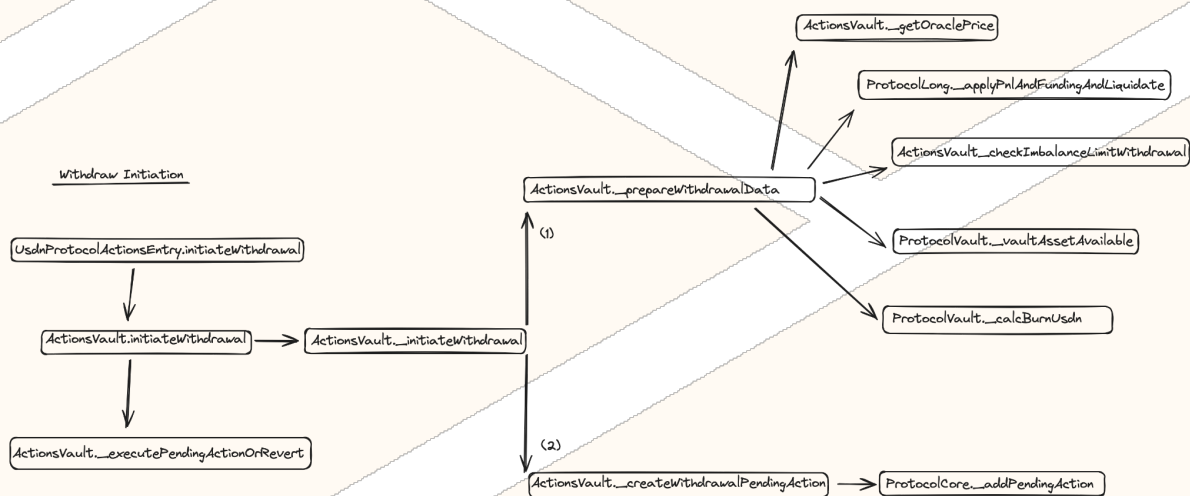 ActionsVault._getOraclePrice
ProtocolLong._applyPnlAndFundingAndLiquidate
ActionsVault._checkImbalanceLimitWithdrawal
Withdraw Initiation
ActionsVault._prepareWithdrawalData
(1)
UsdnProtocolActionsEntry.initiateWithdrawal
ProtocolVault._vaultAssetAvailable
ProtocolVault._calcBurnUsdn
ActionsVault.initiateWithdrawal
ActionsVault._initiateWithdrawal
(2)
ActionsVault._executePendingActionOrRevert
ActionsVault._createWithdrawalPendingAction
ProtocolCore._addPendingAction